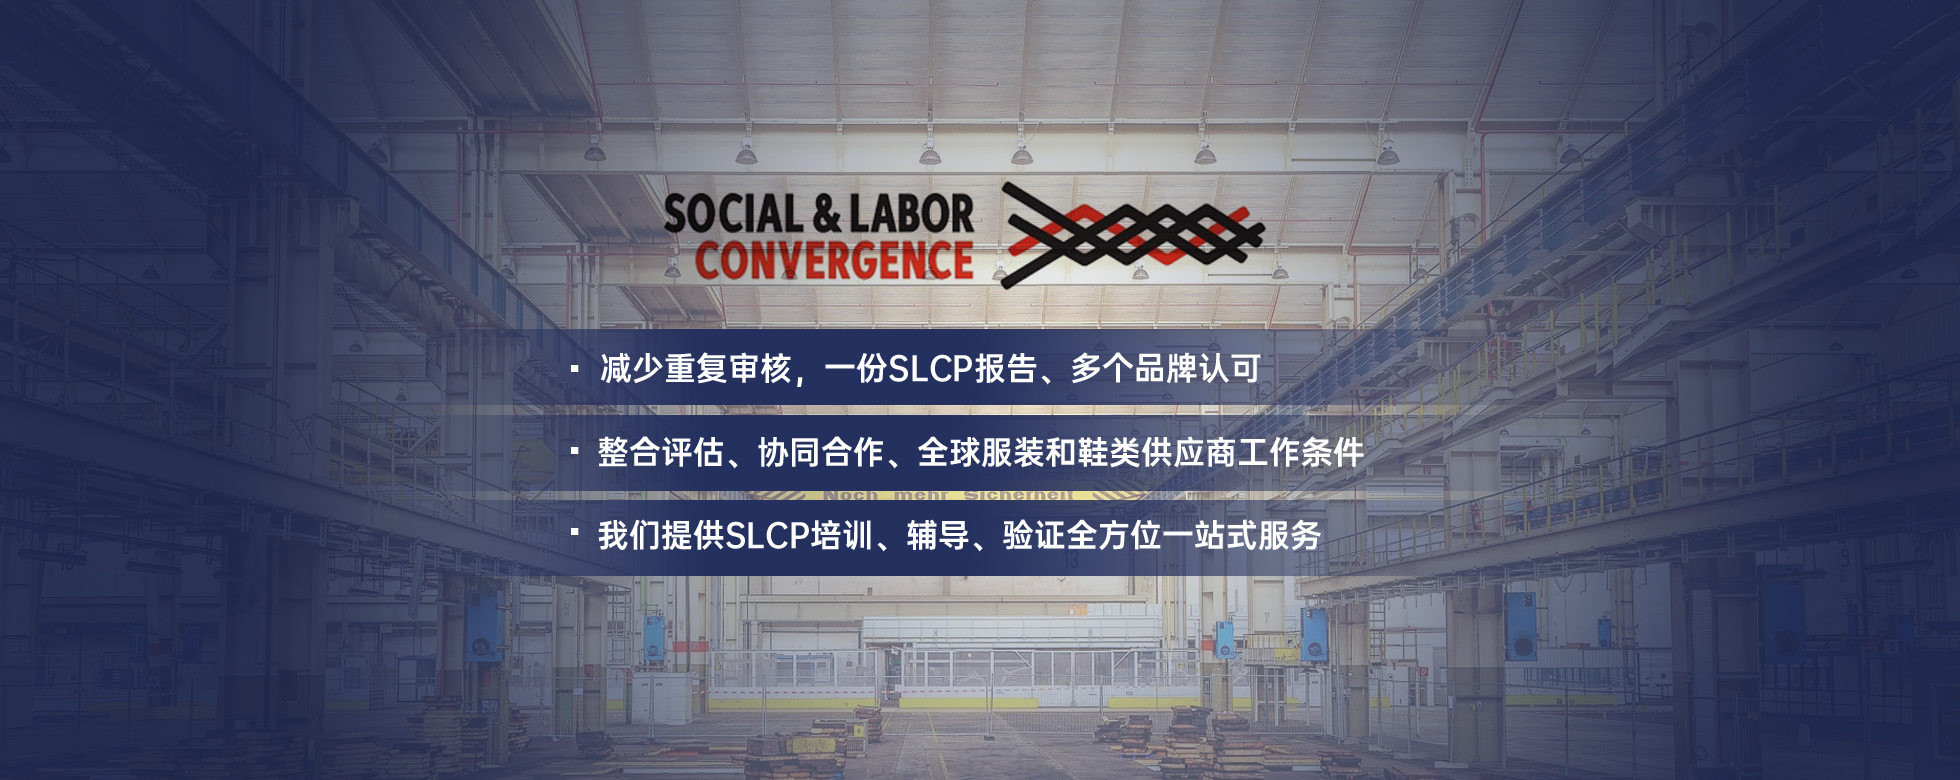 SOCIAL & LABOR
CONVERGENCE
▪ 减少重复审核，一份SLCP报告、多个品牌认可
▪ 整合评估、协同合作、全球服装和鞋类供应商工作条件
Noch mehr Sicherheit
▪ 我们提供SLCP培训、辅导、验证全方位一站式服务